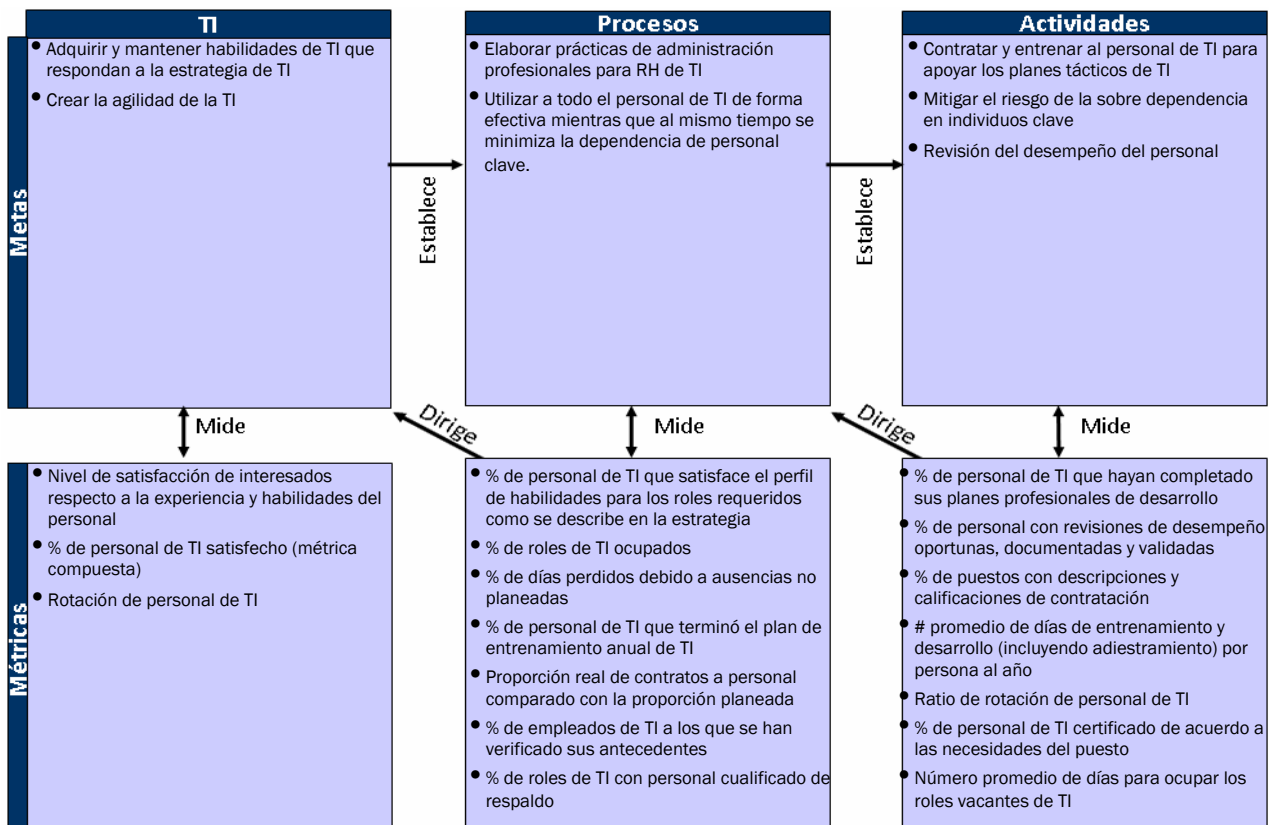 TI
Procesos
Actividades
Metas
• Adquirir y mantener habilidades de TI que
respondan a la estrategia de TI
• Crear la agilidad de la TI
Establece
• Elaborar prácticas de administración
profesionales para RH de TI
• Utilizar a todo el personal de TI de forma
efectiva mientras que al mismo tiempo se
minimiza la dependencia de personal
clave.
Establece
• Contratar y entrenar al personal de TI para
apoyar los planes tácticos de TI
• Mitigar el riesgo de la sobre dependencia
en individuos clave
• Revisión del desempeño del personal
Mide
Dirige
Mide
Dirige
Mide
Métricas
• Nivel de satisfacción de interesados
respecto a la experiencia y habilidades del
personal
• % de personal de TI satisfecho (métrica
compuesta)
• Rotación de personal de TI
• % de personal de TI que satisface el perfil
de habilidades para los roles requeridos
como se describe en la estrategia
• % de roles de TI ocupados
• % de días perdidos debido a ausencias no
planeadas
• % de personal de TI que terminó el plan de
entrenamiento anual de TI
• Proporción real de contratos a personal
comparado con la proporción planeada
• % de empleados de TI a los que se han
verificado sus antecedentes
• % de roles de TI con personal cualificado de
respaldo
• % de personal de TI que hayan completado
sus planes profesionales de desarrollo
• % de personal con revisiones de desempeño
oportunas, documentadas y validadas
• % de puestos con descripciones y
calificaciones de contratación
• # promedio de días de entrenamiento y
desarrollo (incluyendo adiestramiento) por
persona al año
• Ratio de rotación de personal de TI
• % de personal de TI certificado de acuerdo a
las necesidades del puesto
• Número promedio de días para ocupar los
roles vacantes de TI